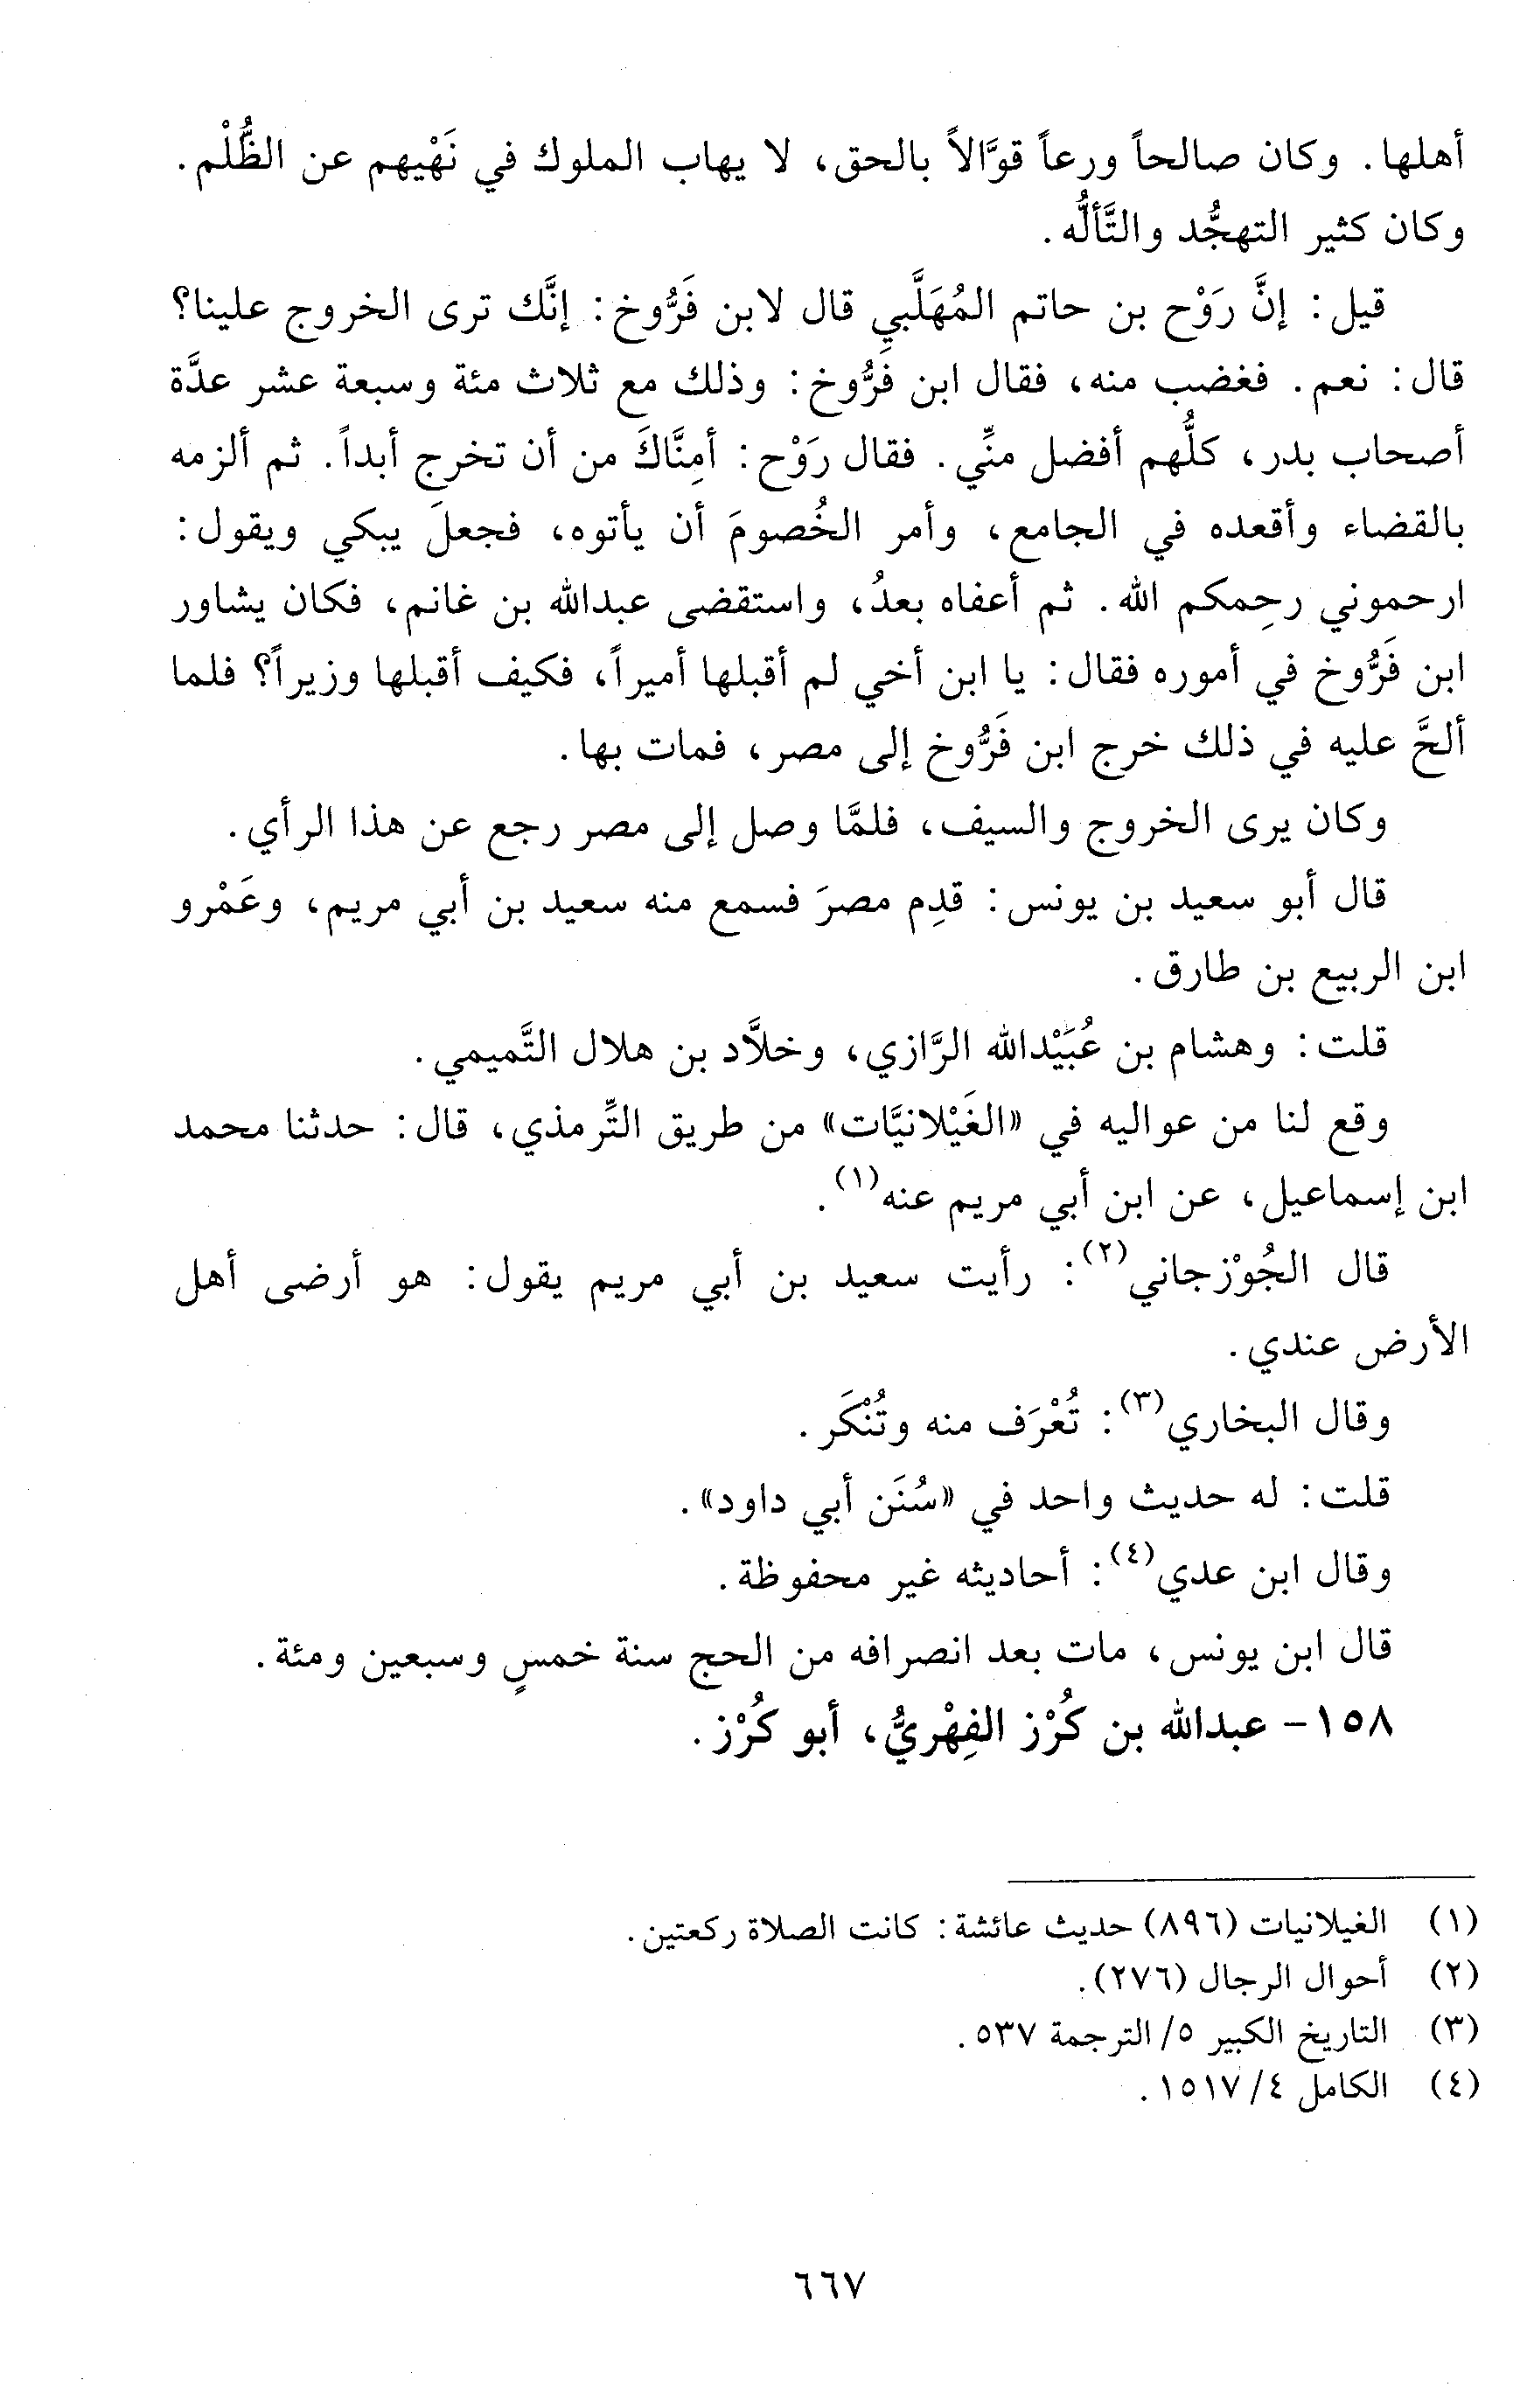 أهلها. وكان صالحاً ورعاً قوَّالاً بالحق، لا يهاب الملوك في نَهْيهم عن الظُّلْم.
وكان كثير التهجُّد والتَّألُّه.
قيل: إنَّ رَوْح بن حاتم المُهَلَّبي قال لابن فَرُّوخ: إنَّك ترى الخروج علينا؟
قال: نعم. فغضب منه، فقال ابن فَرُّوخ: وذلك مع ثلاث مئة وسبعة عشر عدَّة
أصحاب بدر، كلُّهم أفضل منِّي. فقال رَوْح: أمِنَّاكَ من أن تخرج أبداً. ثم ألزمه
بالقضاء وأقعده في الجامع، وأمر الخُصومَ أن يأتوه، فجعلَ يبكي ويقول:
ارحموني رحِمكم الله. ثم أعفاه بعدُ، واستقضى عبدالله بن غانم، فكان يشاور
ابن فَرُّوخ في أموره فقال: يا ابن أخي لم أقبلها أميراً، فكيف أقبلها وزيراً؟ فلما
ألحَّ عليه في ذلك خرج ابن فَرُّوخ إلى مصر، فمات بها.
وكان يرى الخروج والسيف، فلمَّا وصل إلى مصر رجع عن هذا الرأي.
قال أبو سعيد بن يونس: قدِم مصرَ فسمع منه سعيد بن أبي مريم، وعَمْرو
ابن الربيع بن طارق.
قلت: وهشام بن عُبَيْدالله الرَّازي، وخلاَّد بن هلال التَّميمي.
وقع لنا من عواليه في «الغَيْلانيَّات» من طريق التِّرمذي، قال: حدثنا محمد
ابن إسماعيل، عن ابن أبي مريم عنه(١).
قال الجُوْزجاني(٢): رأيت سعيد بن أبي مريم يقول: هو أرضى أهل
الأرض عندي.
وقال البخاري(٣): تُعْرَف منه وتُنْكَر.
قلت: له حديث واحد في «سُنَن أبي داود».
وقال ابن عدي(٤): أحاديثه غير محفوظة.
قال ابن يونس، مات بعد انصرافه من الحج سنة خمسٍ وسبعين ومئة.
١٥٨- عبدالله بن كُرْز الفِهْريُّ، أبو كُرْز.
(١) الغيلانيات (٨٩٦) حديث عائشة: كانت الصلاة ركعتين.
(٢) أحوال الرجال (٢٧٦).
(٣) التاريخ الكبير ٥/ الترجمة ٥٣٧.
(٤) الكامل ٤/ ١٥١٧.
٦٦٧